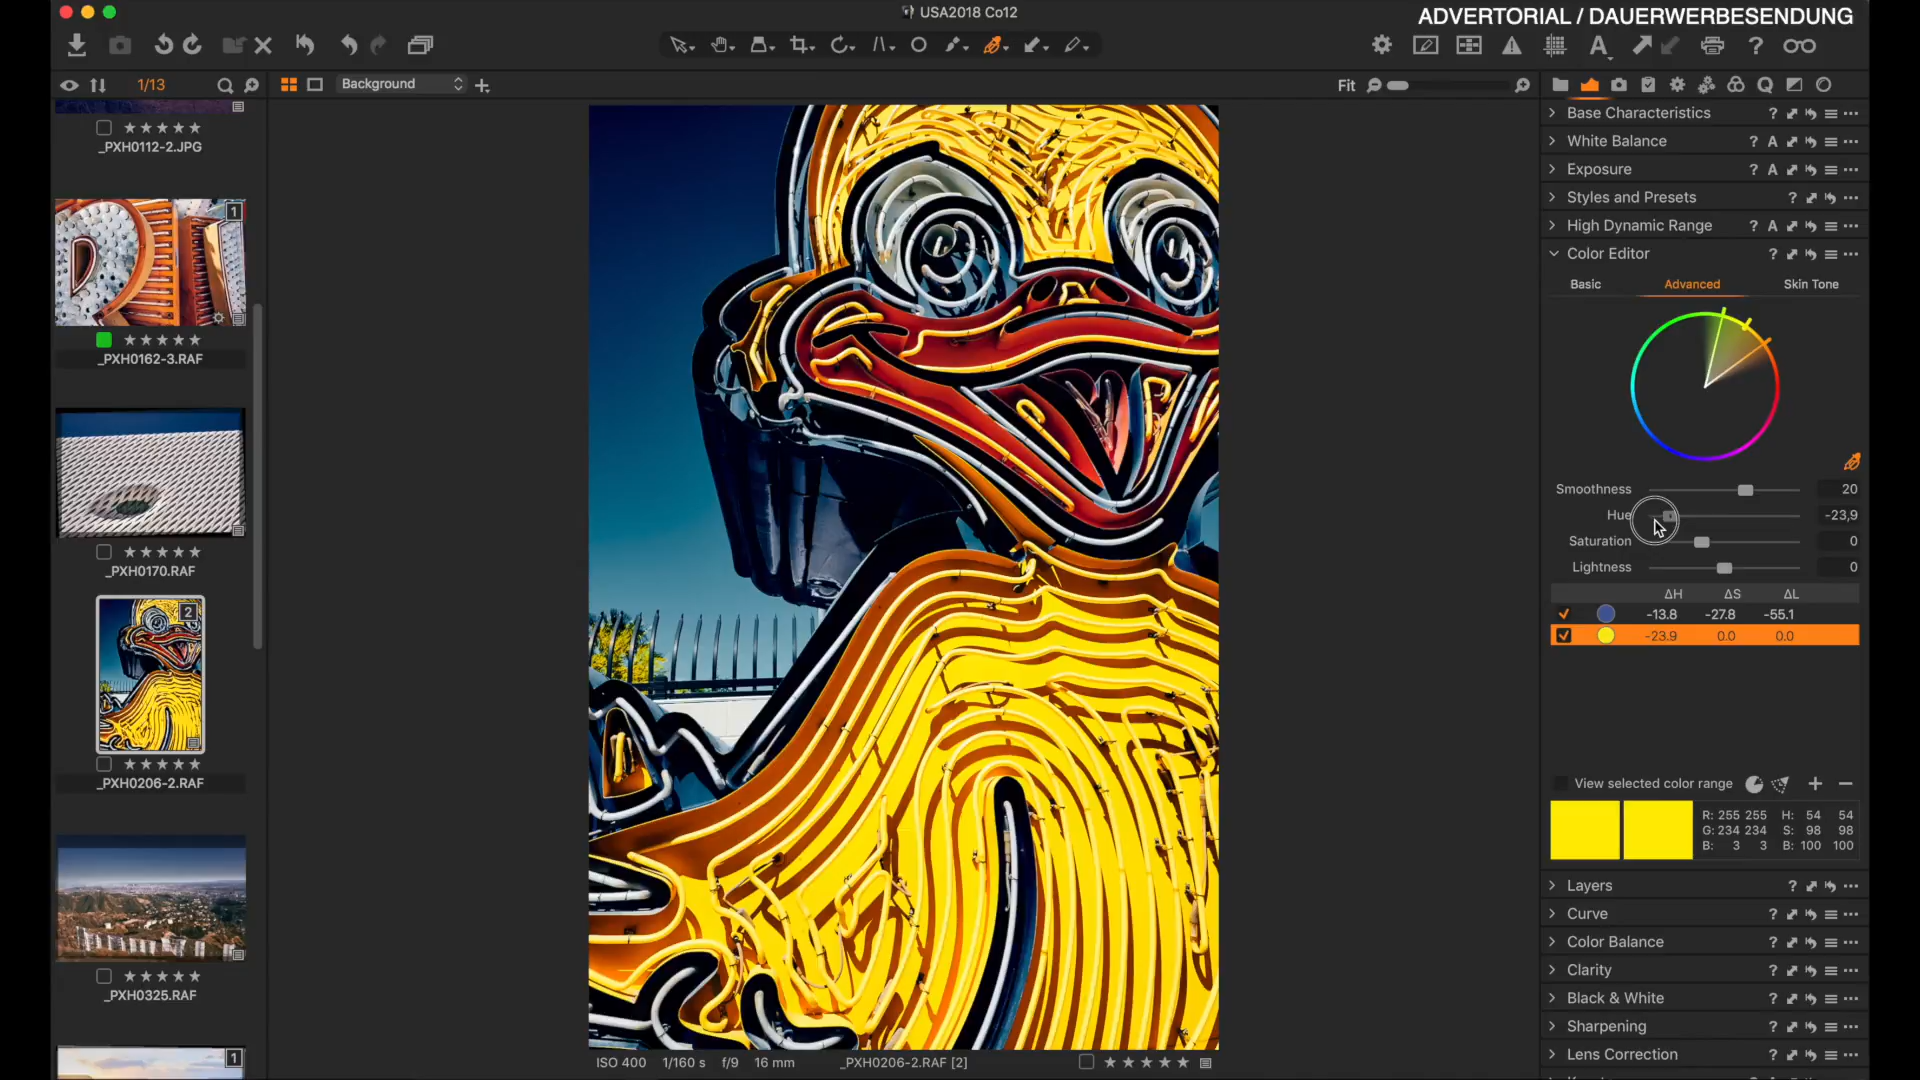 USA2018 Co12
ADVERTORIAL / DAUERWERBESENDUNG
1/13
Background
Fit
_PXH0112-2.JPG
1
_PXH0162-3.RAF
_PXH0170.RAF
2
_PXH0206-2.RAF
_PXH0325.RAF
1
ISO 400 1/160 s f/9 16 mm _PXH0206-2.RAF [2]
Base Characteristics
White Balance
Exposure
Styles and Presets
High Dynamic Range
Color Editor
Basic Advanced Skin Tone
Smoothness 20
Hue -23,9
Saturation 0
Lightness 0
ΔH ΔS ΔL
-13.8 -27.8 -55.1
-23.9 0.0 0.0
View selected color range
R: 255 255 H: 54 54
G: 234 234 S: 98 98
B: 3 3 B: 100 100
Layers
Curve
Color Balance
Clarity
Black & White
Sharpening
Lens Correction